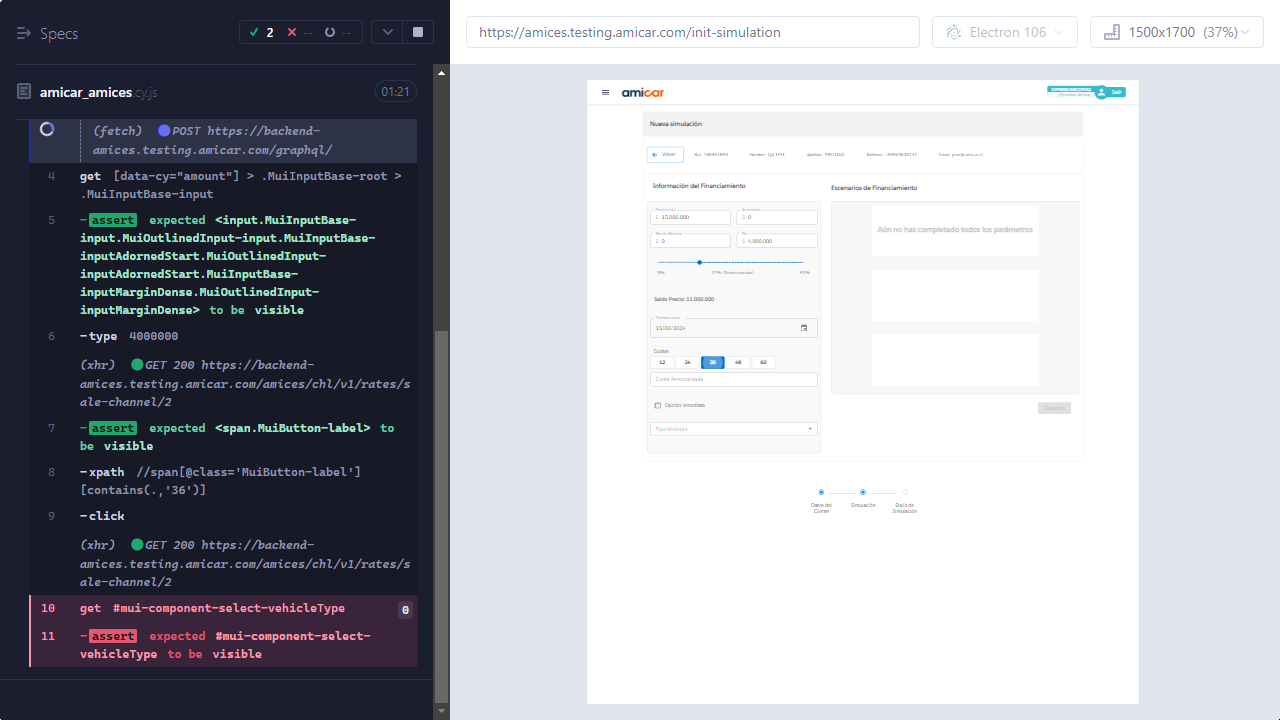 Specs
2
--
--
https://amices.testing.amicar.com/init-simulation
Electron 106
1500x1700 (37%)
amicar_amices.cy.js
01:21
(fetch) POST https://backend-
amices.testing.amicar.com/graphql/
4 get [data-cy="amount"] > .MuiInputBase-root >
.MuiInputBase-input
5 -assert expected <input.MuiInputBase-
input.MuiOutlinedInput-input.MuiInputBase-
inputAdornedStart.MuiOutlinedInput-
inputAdornedStart.MuiInputBase-
inputMarginDense.MuiOutlinedInput-
inputMarginDense> to be visible
6 -type 4000000
(xhr) GET 200 https://backend-
amices.testing.amicar.com/amices/chl/v1/rates/s
ale-channel/2
7 -assert expected <span.MuiButton-label> to
be visible
8 -xpath //span[@class='MuiButton-label']
[contains(.,'36')]
9 -click
(xhr) GET 200 https://backend-
amices.testing.amicar.com/amices/chl/v1/rates/s
ale-channel/2
10 get #mui-component-select-vehicleType 0
11 -assert expected #mui-component-select-
vehicleType to be visible
amicar
Salir
Nueva simulación
Volver
Información del Financiamiento
Escenarios de Financiamiento
$ 15.000.000
$ 0
$ 0
$ 4.000.000
Aún no has completado todos los parámetros
Saldo Precio: 11.000.000
15/03/2024
Cuotas
12 24 36 48 60
Cuota Personalizada
Opción Inmediata
Tipo Vehículo
Siguiente
Datos del
Cliente
Simulación
Envío de
Simulación